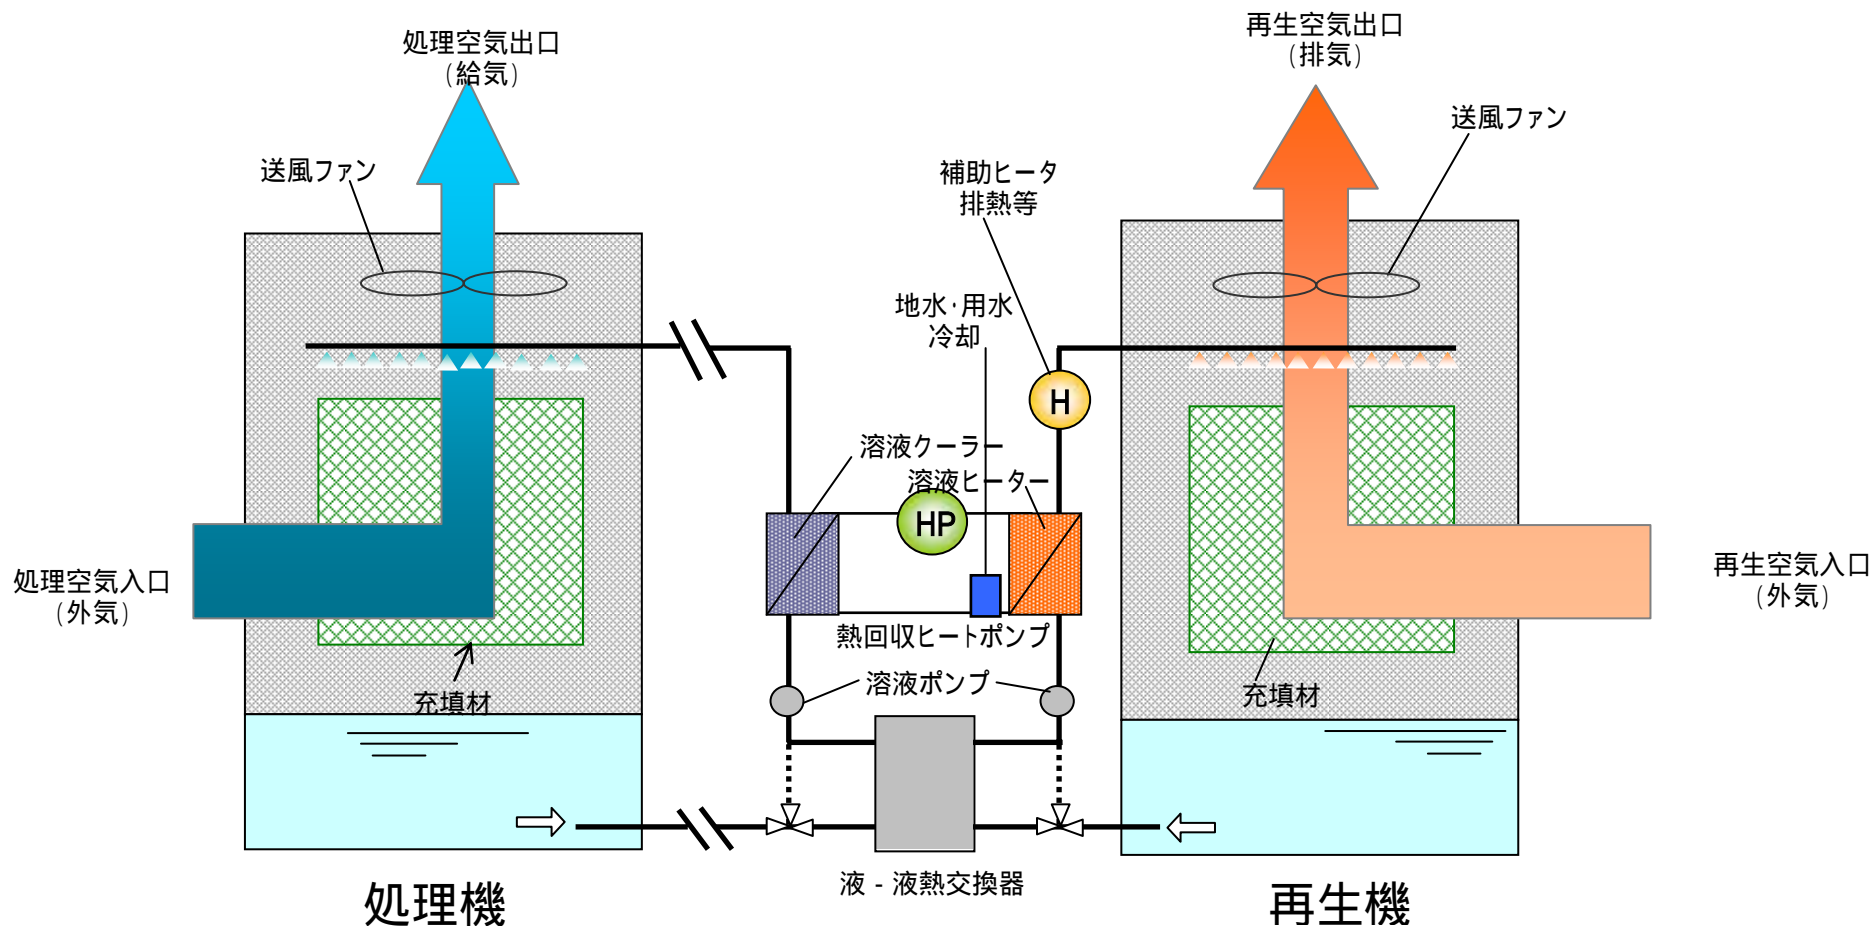 処理空気出口
(給気)
再生空気出口
(排気)
送風ファン
送風ファン
補助ヒータ
排熱等
地水・用水
冷却
H
溶液クーラー
溶液ヒーター
HP
処理空気入口
(外気)
再生空気入口
(外気)
熱回収ヒートポンプ
溶液ポンプ
充填材
充填材
液 - 液熱交換器
処理機
再生機